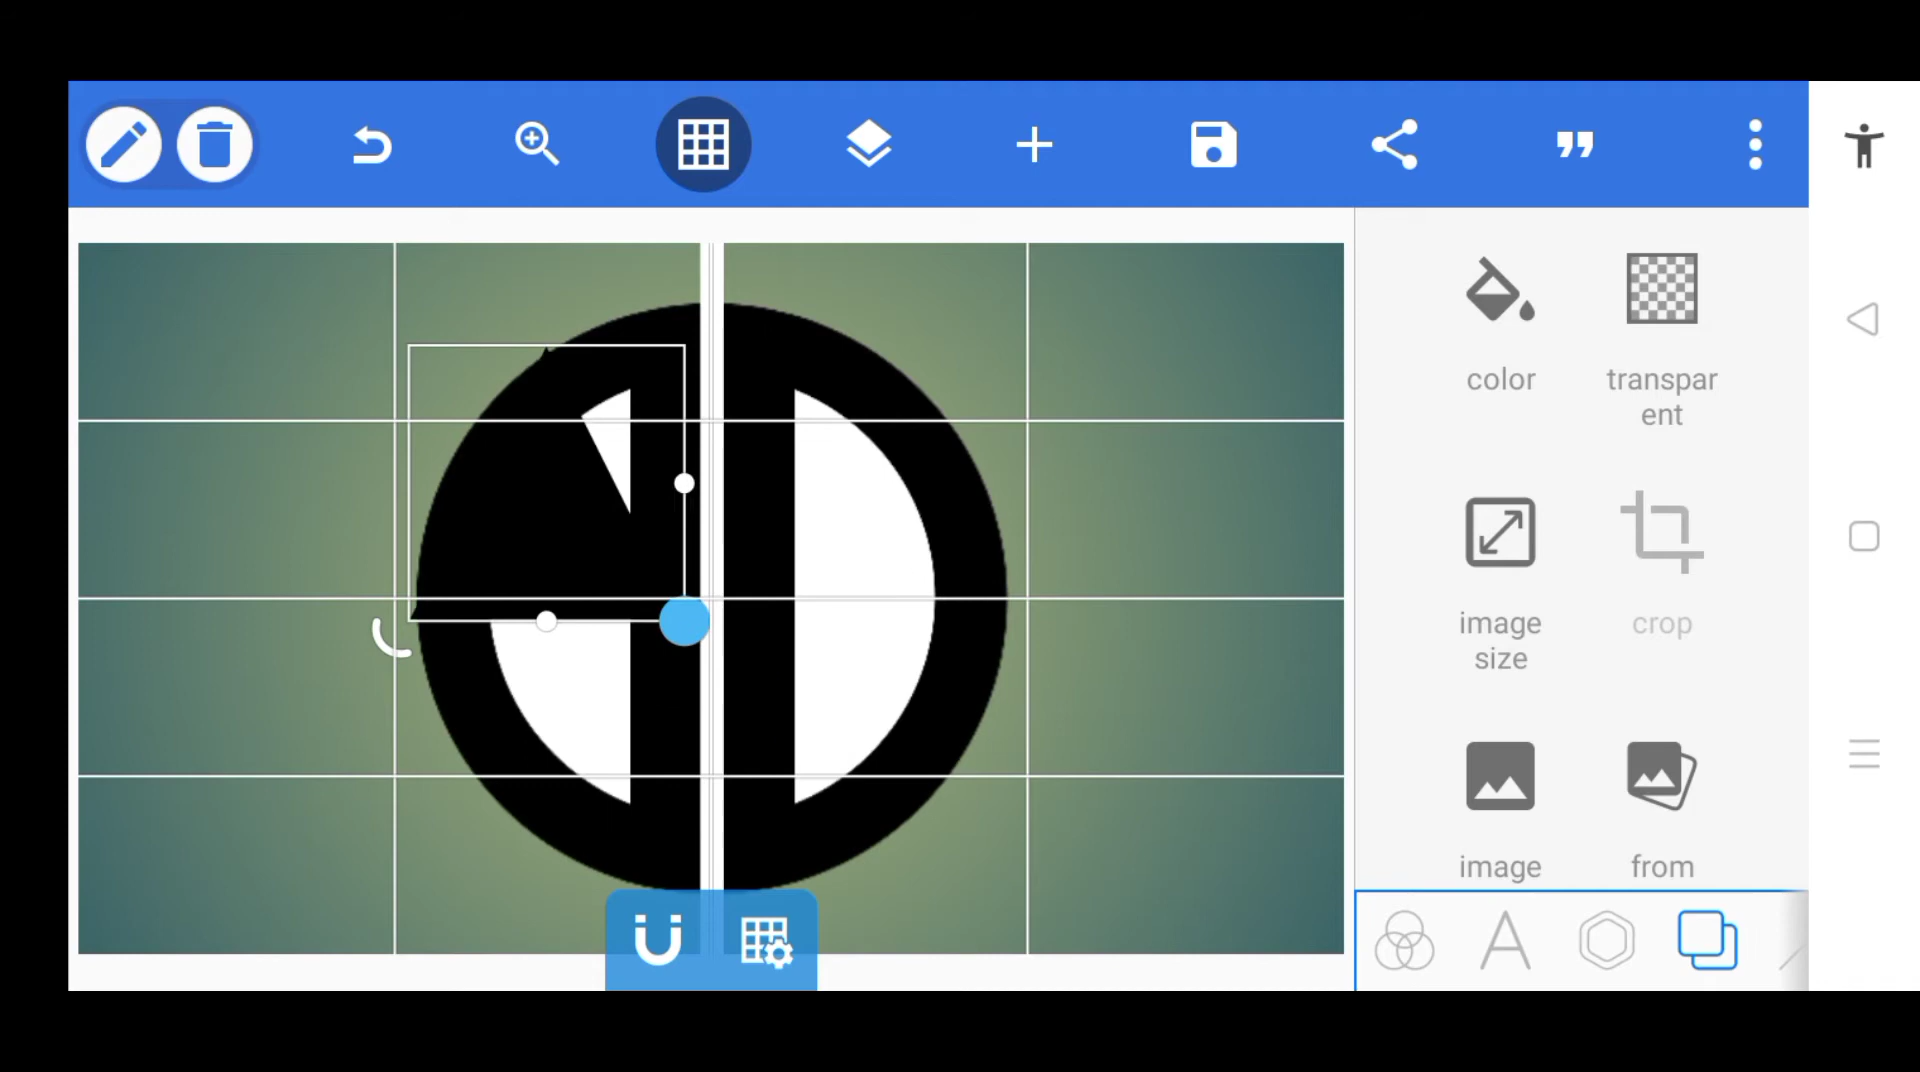 color
transpar
ent
image
size
crop
image
from